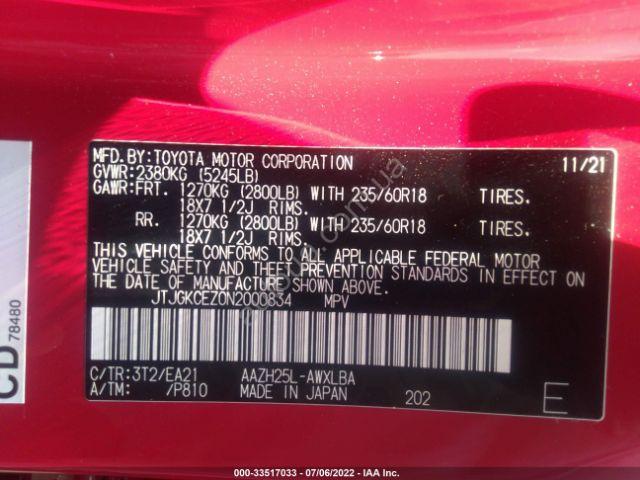 MFD.BY:TOYOTA MOTOR CORPORATION 11/21
GVWR:2380KG (5245LB)
GAWR:FRT. 1270KG (2800LB) WITH 235/60R18 TIRES.
18X7 1/2J RIMS.
RR. 1270KG (2800LB) WITH 235/60R18 TIRES.
18X7 1/2J RIMS.
THIS VEHICLE CONFORMS TO ALL APPLICABLE FEDERAL MOTOR
VEHICLE SAFETY AND THEFT PREVENTION STANDARDS IN EFFECT ON
THE DATE OF MANUFACTURE SHOWN ABOVE.
JTJGKCEZ0N2000834 MPV
C/TR:3T2/EA21 AAZH25L-AWXLBA
A/TM: /P810 MADE IN JAPAN 202 E
CD 78480
000-33517033 - 07/06/2022 - IAA Inc.